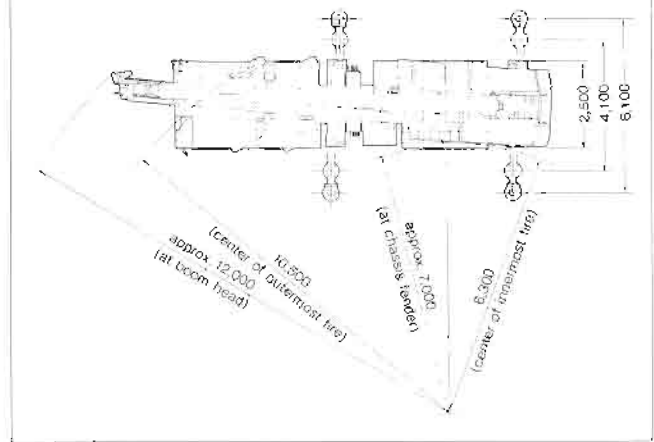 2,500
4,100
6,100
10,500
(center of outermost tire)
approx. 12,000
(at boom head)
approx. 7,000
(at chassis fender)
6,300
(center of innermost tire)